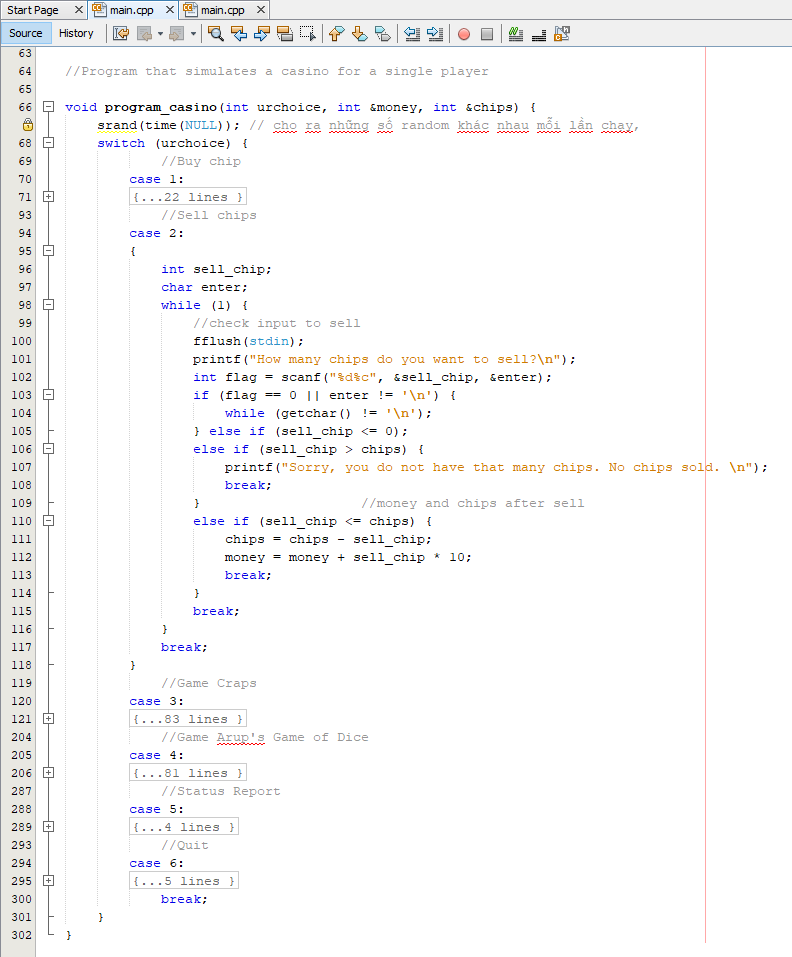 Start Page main.cpp main.cpp
Source History
63
64 //Program that simulates a casino for a single player
65
66 void program_casino(int urchoice, int &money, int &chips) {
srand(time(NULL)); // cho ra những số random khác nhau mỗi lần chạy,
68 switch (urchoice) {
69 //Buy chip
70 case 1:
71 {...22 lines }
93 //Sell chips
94 case 2:
95 {
96 int sell_chip;
97 char enter;
98 while (1) {
99 //check input to sell
100 fflush(stdin);
101 printf("How many chips do you want to sell?\n");
102 int flag = scanf("%d%c", &sell_chip, &enter);
103 if (flag == 0 || enter != '\n') {
104 while (getchar() != '\n');
105 } else if (sell_chip <= 0);
106 else if (sell_chip > chips) {
107 printf("Sorry, you do not have that many chips. No chips sold. \n");
108 break;
109 } //money and chips after sell
110 else if (sell_chip <= chips) {
111 chips = chips - sell_chip;
112 money = money + sell_chip * 10;
113 break;
114 }
115 break;
116 }
117 break;
118 }
119 //Game Craps
120 case 3:
121 {...83 lines }
204 //Game Arup's Game of Dice
205 case 4:
206 {...81 lines }
287 //Status Report
288 case 5:
289 {...4 lines }
293 //Quit
294 case 6:
295 {...5 lines }
300 break;
301 }
302 }